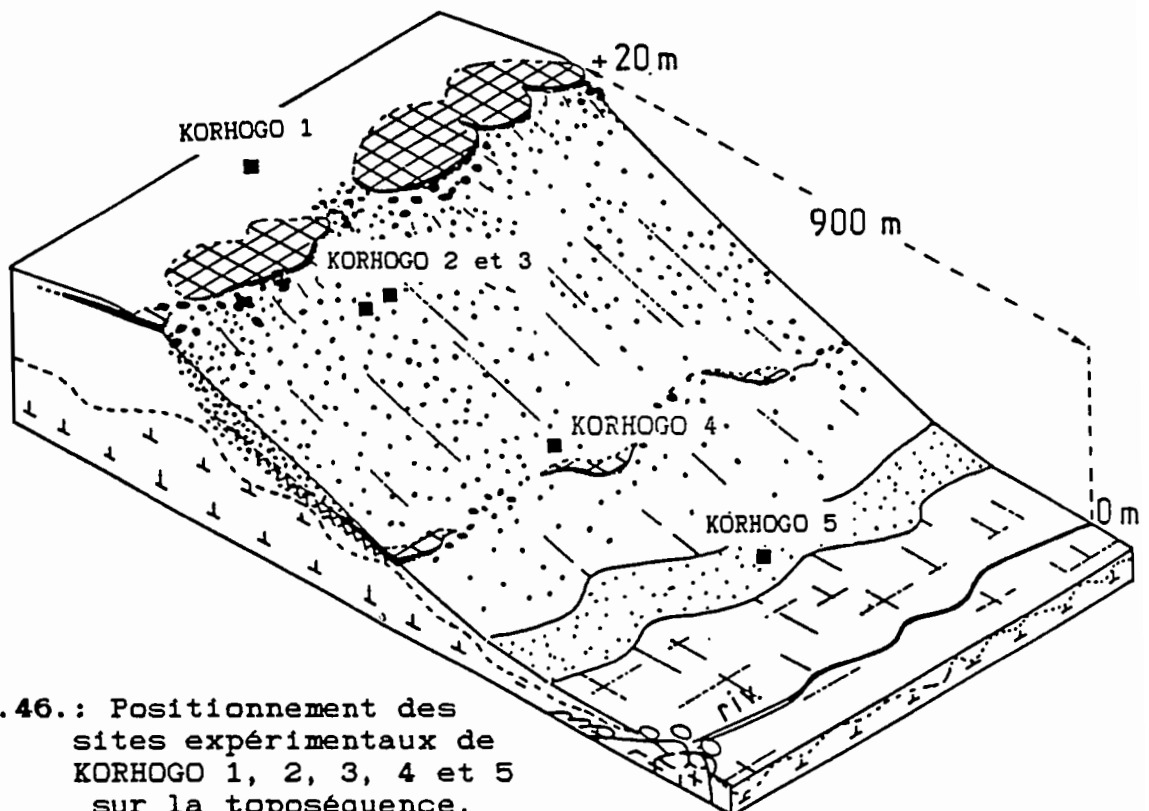 + 20 m
KORHOGO 1
900 m
KORHOGO 2 et 3
KORHOGO 4
KORHOGO 5
0 m
riv.
.46.: Positionnement des
sites expérimentaux de
KORHOGO 1, 2, 3, 4 et 5
sur la toposéquence.